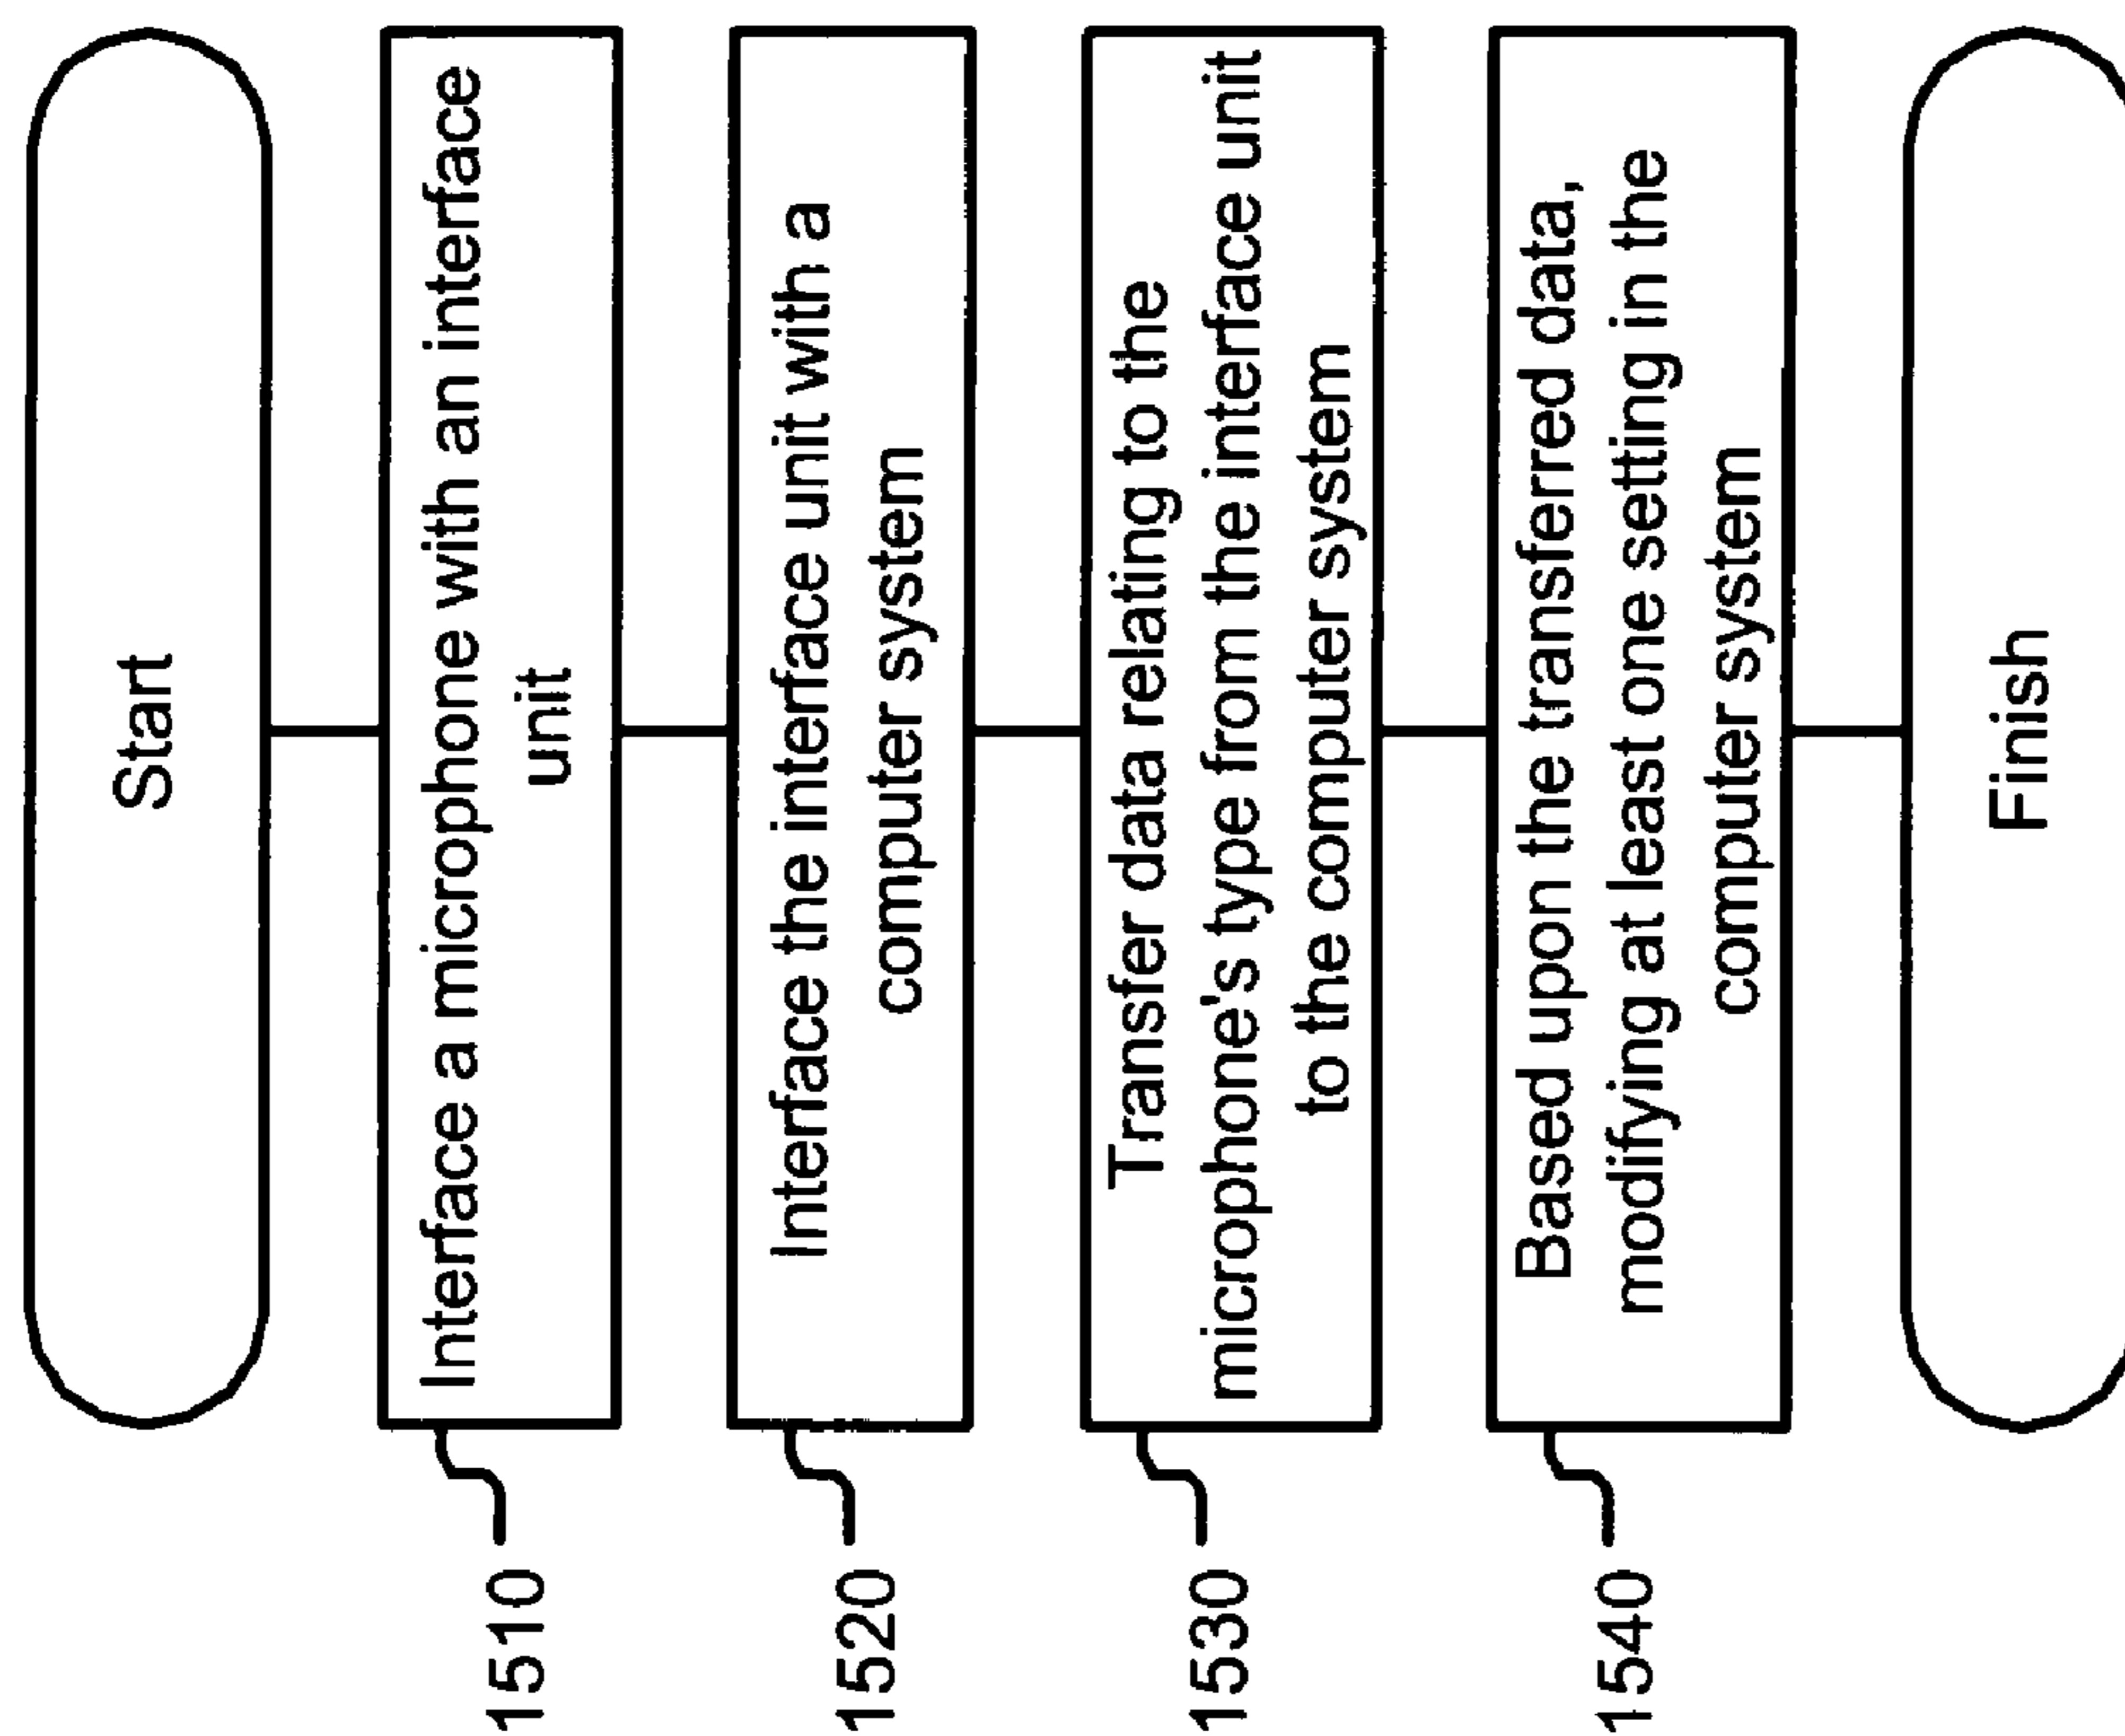 Start
1510
Interface a microphone with an interface
unit
1520
Interface the interface unit with a
computer system
1530
Transfer data relating to the
microphone's type from the interface unit
to the computer system
1540
Based upon the transferred data,
modifying at least one setting in the
computer system
Finish